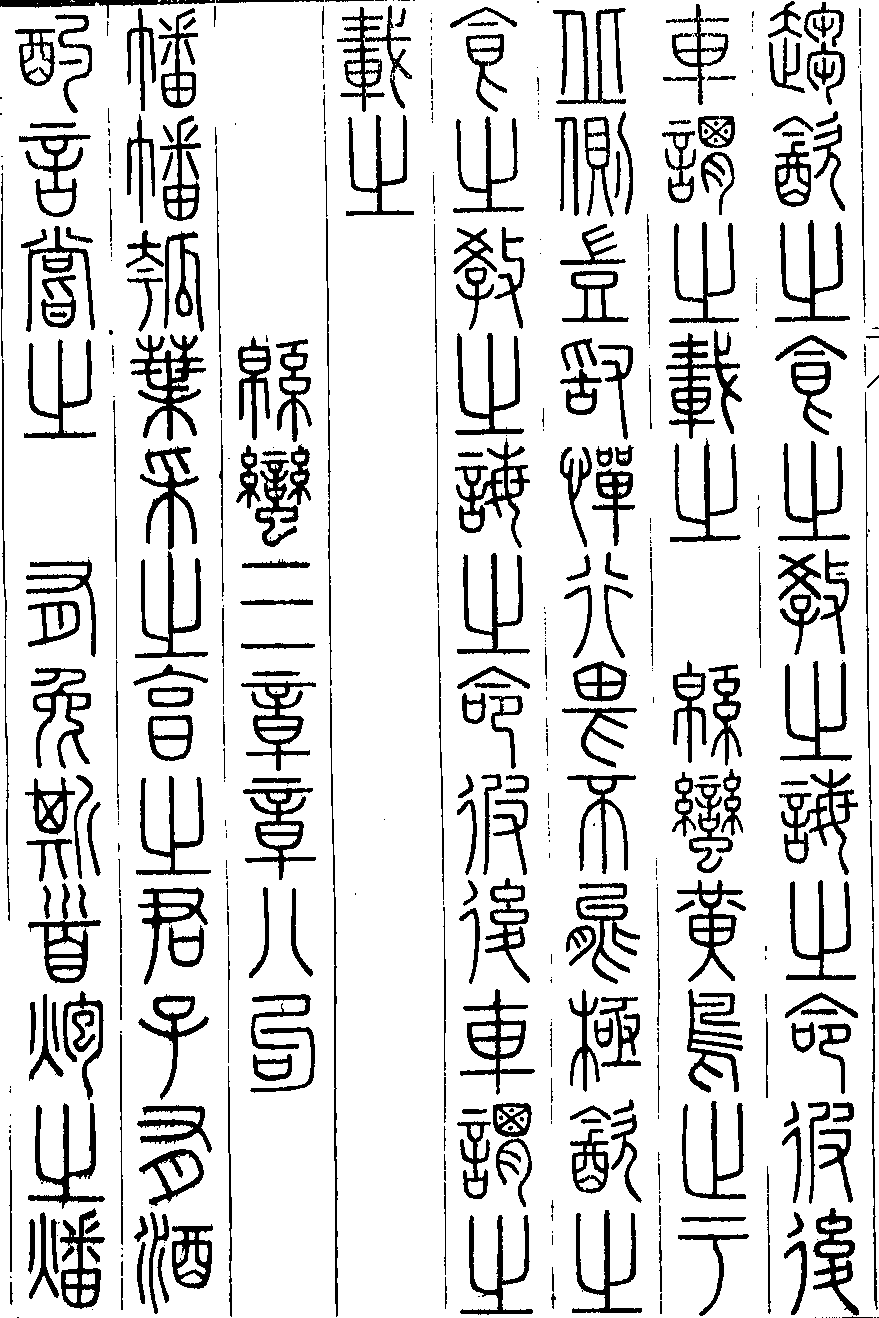 趨飲之食之教之誨之命彼後
車謂之載之　緜蠻黃鳥止于
丘側豈敢憚行畏不能極飲之
食之教之誨之命彼後車謂之
載之
緜蠻三章章八句
幡幡瓠葉采之亨之君子有酒
酌言嘗之　有兔斯首炮之燔